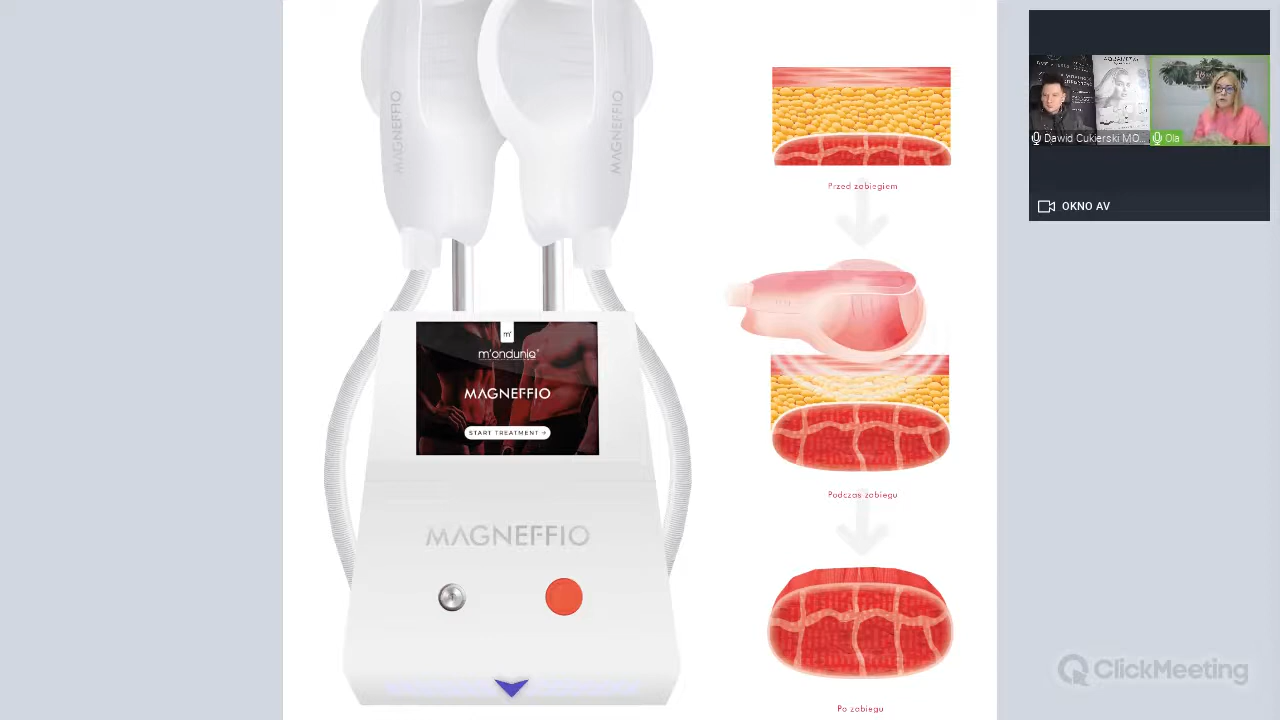 MAGNEFFIO
MAGNEFFIO
m'
m'onduniq
MAGNEFFIO
START TREATMENT →
MAGNEFFIO
Przed zabiegiem
Podczas zabiegu
Po zabiegu
Dawid Cukierski MO...
Ola
OKNO AV
ClickMeeting